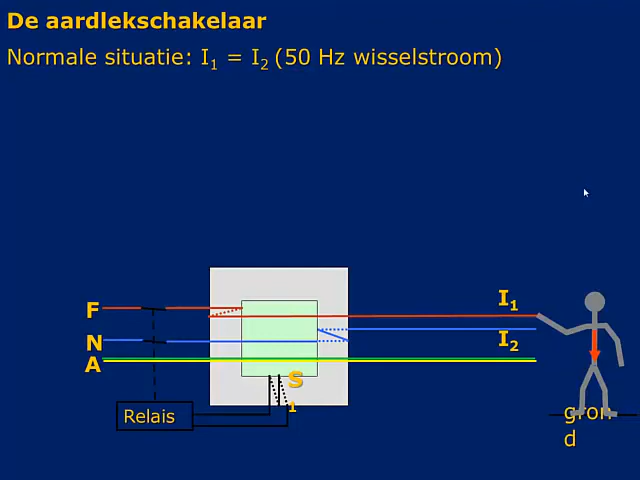 De aardlekschakelaar
Normale situatie: I1 = I2 (50 Hz wisselstroom)
I1
F
N
I2
A
S
1
Relais
gron
d